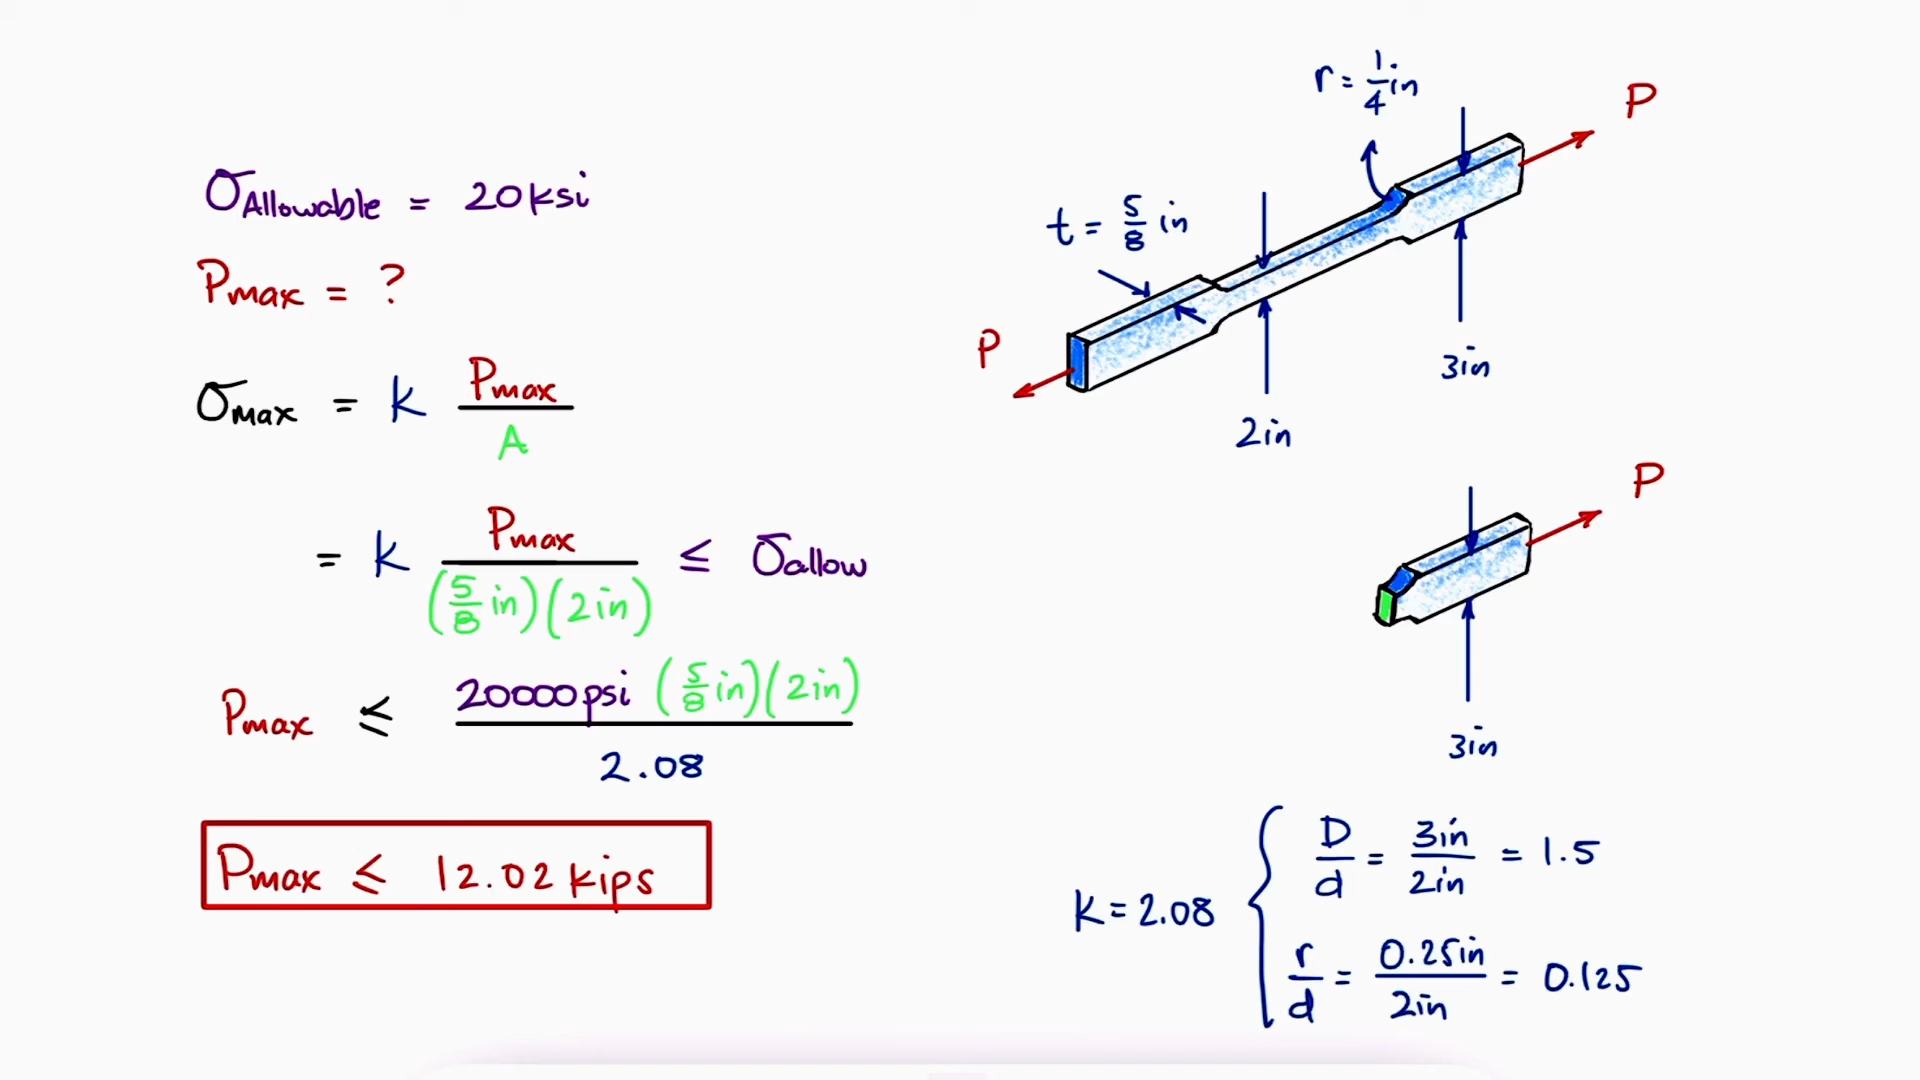 σAllowable = 20ksi
Pmax = ?
σmax = K Pmax / A
= K Pmax / (5/8 in)(2in) ≤ σallow
Pmax ≤ 20000psi (5/8 in)(2in) / 2.08
Pmax ≤ 12.02 kips
r = 1/4 in
P
t = 5/8 in
P
3in
2in
P
3in
K = 2.08 { D/d = 3in/2in = 1.5
r/d = 0.25in/2in = 0.125